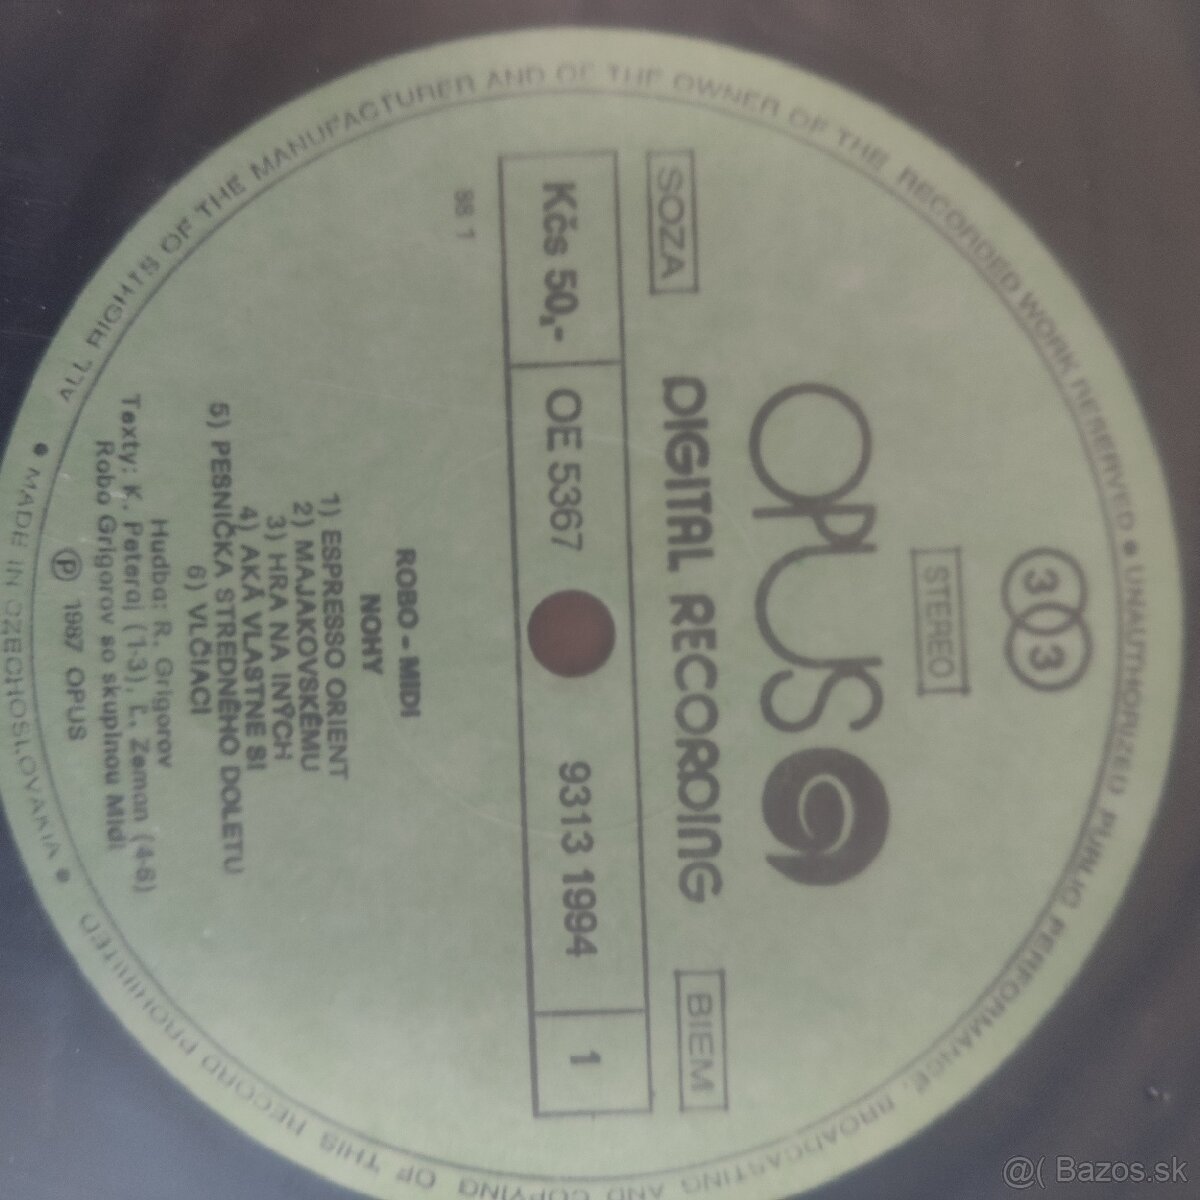 33
STEREO
OPUS
SOZA DIGITAL RECORDING BIEM
Kčs 50,- OE 5367 9313 1994 1
88 1
ROBO - MIDI
NOHY
1) ESPRESSO ORIENT
2) MAJAKOVSKÉMU
3) HRA NA INÝCH
4) AKÁ VLASTNE SI
5) PESNIČKA STREDNÉHO DOLETU
6) VLČIACI
Hudba: R. Grigorov
Texty: K. Peteraj (1-3), Ľ. Zeman (4-6)
Robo Grigorov so skupinou Midi
Ⓟ 1987 OPUS
ALL RIGHTS OF THE MANUFACTURER AND OF THE OWNER OF THE RECORDED WORK RESERVED • UNAUTHORIZED PUBLIC PERFORMANCE, BROADCASTING AND COPYING OF THIS RECORD PROHIBITED • MADE IN CZECHOSLOVAKIA •
@( Bazos.sk